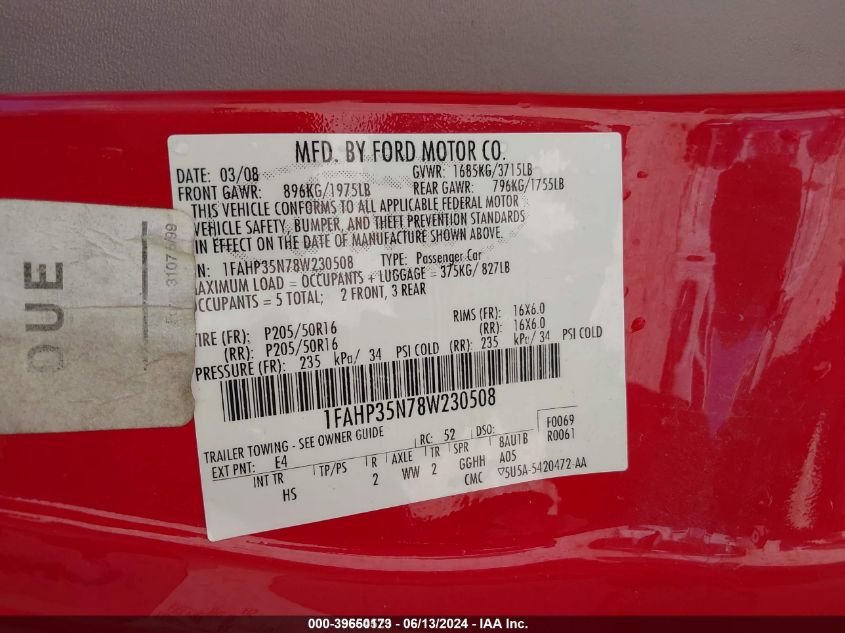 MFD. BY FORD MOTOR CO.
DATE: 03/08 GVWR: 1685KG/3715LB
FRONT GAWR: 896KG/1975LB REAR GAWR: 796KG/1755LB
THIS VEHICLE CONFORMS TO ALL APPLICABLE FEDERAL MOTOR
VEHICLE SAFETY, BUMPER, AND THEFT PREVENTION STANDARDS
IN EFFECT ON THE DATE OF MANUFACTURE SHOWN ABOVE.
N: 1FAHP35N78W230508 TYPE: Passenger Car
MAXIMUM LOAD = OCCUPANTS + LUGGAGE = 375KG/ 827LB
OCCUPANTS = 5 TOTAL; 2 FRONT, 3 REAR
TIRE (FR): P205/50R16 RIMS (FR): 16X6.0
(RR): P205/50R16 (RR): 16X6.0
PRESSURE (FR): 235 kPa/ 34 PSI COLD (RR): 235 kPa/ 34 PSI COLD
1FAHP35N78W230508
TRAILER TOWING - SEE OWNER GUIDE
EXT PNT: E4 RC: 52 DSO: F0069
INT TR TP/PS R AXLE TR SPR 8AU1B R0061
HS 2 WW 2 GGHH A05
CMC ▽5U5A-5420472-AA
DUE
000-39650173 - 06/13/2024 - IAA Inc.